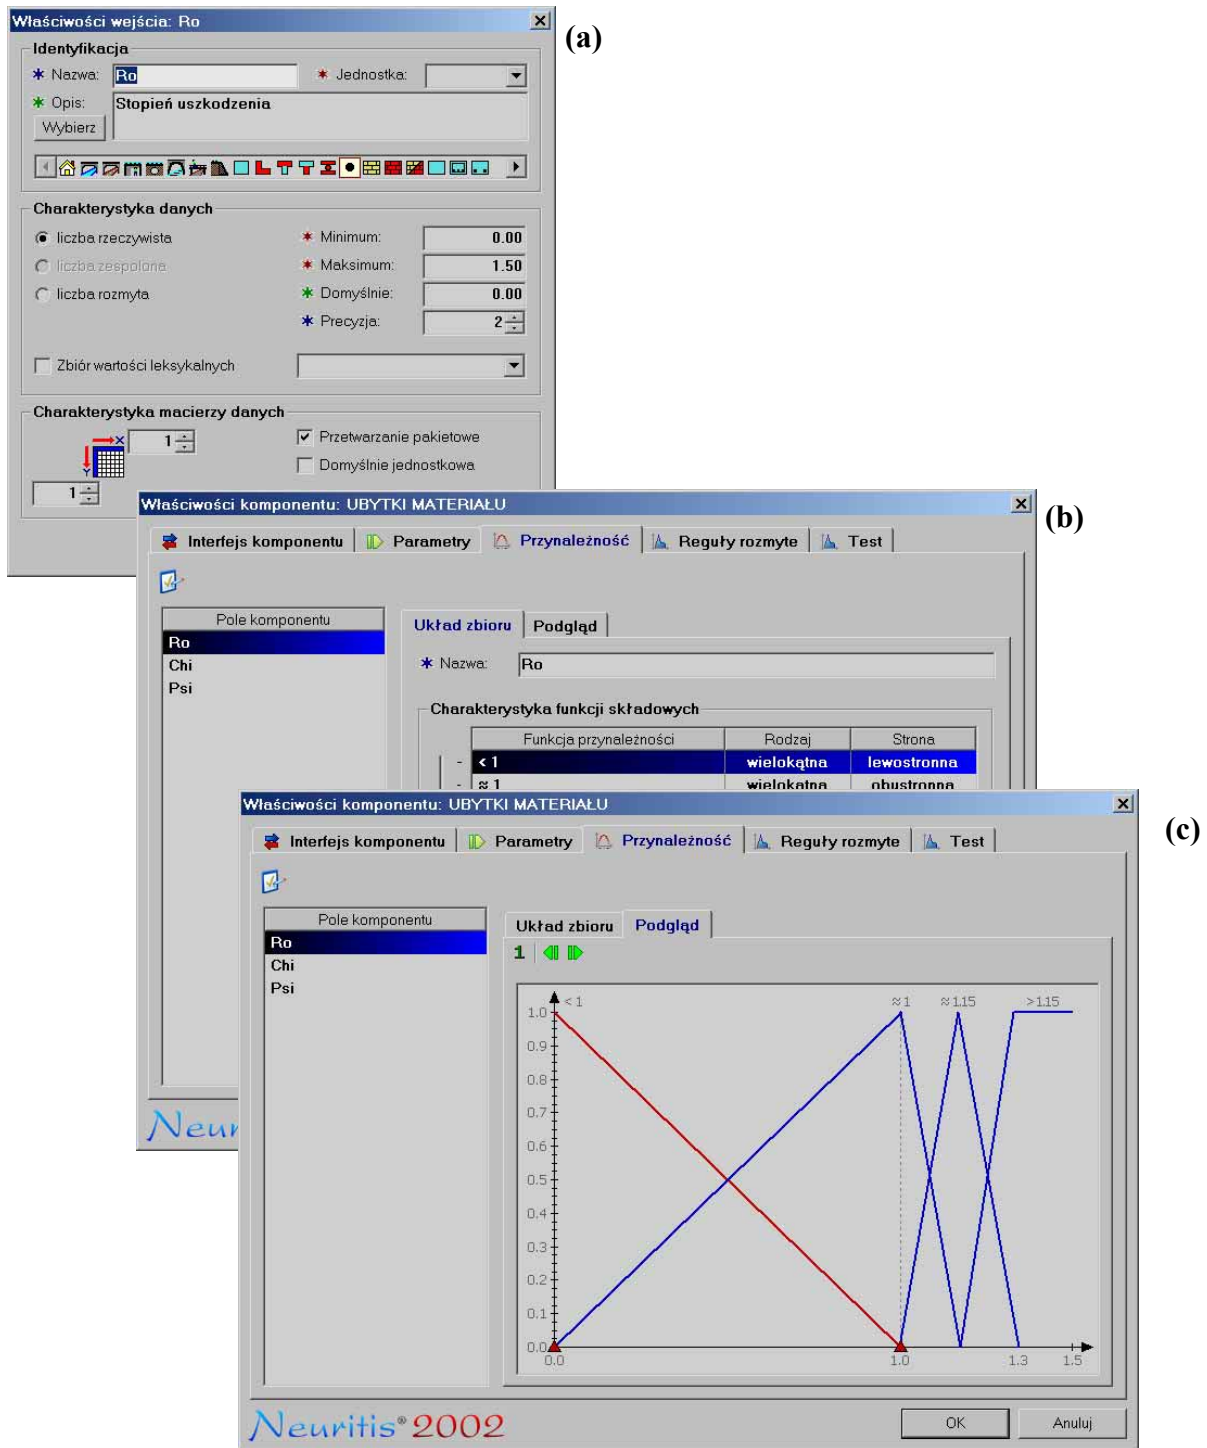 Właściwości wejścia: Ro
(a)
Identyfikacja
Nazwa: Ro
Jednostka:
Opis: Stopień uszkodzenia
Wybierz
Charakterystyka danych
liczba rzeczywista
Minimum: 0.00
liczba zespolona
Maksimum: 1.50
liczba rozmyta
Domyślnie: 0.00
Precyzja: 2
Zbiór wartości leksykalnych
Charakterystyka macierzy danych
X
1
Przetwarzanie pakietowe
Domyślnie jednostkowa
Y
1
Właściwości komponentu: UBYTKI MATERIAŁU
(b)
Interfejs komponentu Parametry Przynależność Reguły rozmyte Test
Pole komponentu
Ro
Chi
Psi
Układ zbioru Podgląd
Nazwa: Ro
Charakterystyka funkcji składowych
Funkcja przynależności Rodzaj Strona
- < 1 wielokątna lewostronna
- ≈ 1 wielokątna obustronna
Neur
Właściwości komponentu: UBYTKI MATERIAŁU
(c)
Interfejs komponentu Parametry Przynależność Reguły rozmyte Test
Pole komponentu
Ro
Chi
Psi
Układ zbioru Podgląd
1
< 1 ≈ 1 ≈ 1.15 > 1.15
1.0
0.9
0.8
0.7
0.6
0.5
0.4
0.3
0.2
0.1
0.0
0.0 1.0 1.3 1.5
Neuritis® 2002
OK Anuluj